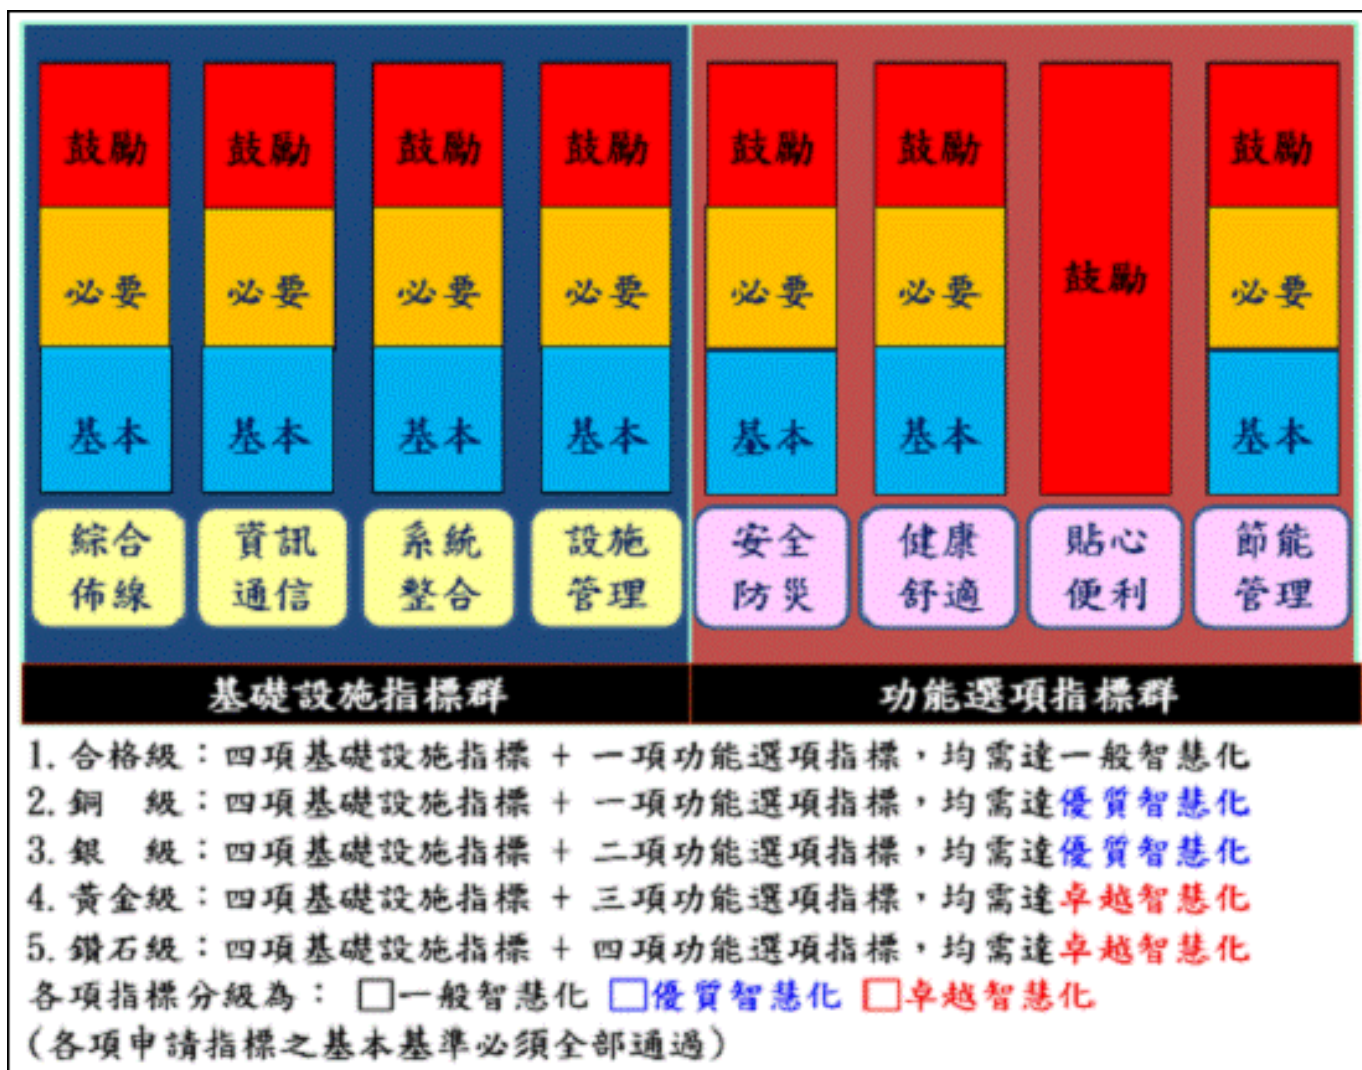 鼓勵 鼓勵 鼓勵 鼓勵 鼓勵 鼓勵 鼓勵
必要 必要 必要 必要 必要 必要 鼓勵 必要
基本 基本 基本 基本 基本 基本 基本
綜合 資訊 系統 設施 安全 健康 貼心 節能
佈線 通信 整合 管理 防災 舒適 便利 管理
基礎設施指標群 功能選項指標群
1. 合格級：四項基礎設施指標 + 一項功能選項指標，均需達一般智慧化
2. 銅　級：四項基礎設施指標 + 一項功能選項指標，均需達優質智慧化
3. 銀　級：四項基礎設施指標 + 二項功能選項指標，均需達優質智慧化
4. 黃金級：四項基礎設施指標 + 三項功能選項指標，均需達卓越智慧化
5. 鑽石級：四項基礎設施指標 + 四項功能選項指標，均需達卓越智慧化
各項指標分級為：□一般智慧化 □優質智慧化 □卓越智慧化
(各項申請指標之基本基準必須全部通過)